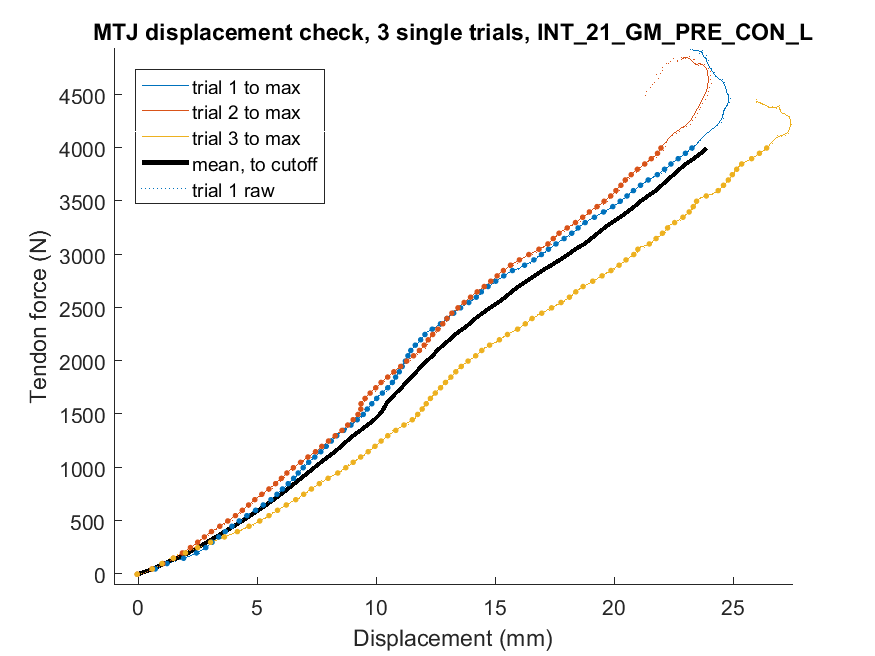 MTJ displacement check, 3 single trials, INT_21_GM_PRE_CON_L
trial 1 to max
trial 2 to max
trial 3 to max
mean, to cutoff
trial 1 raw
Tendon force (N)
4500
4000
3500
3000
2500
2000
1500
1000
500
0
0 5 10 15 20 25
Displacement (mm)